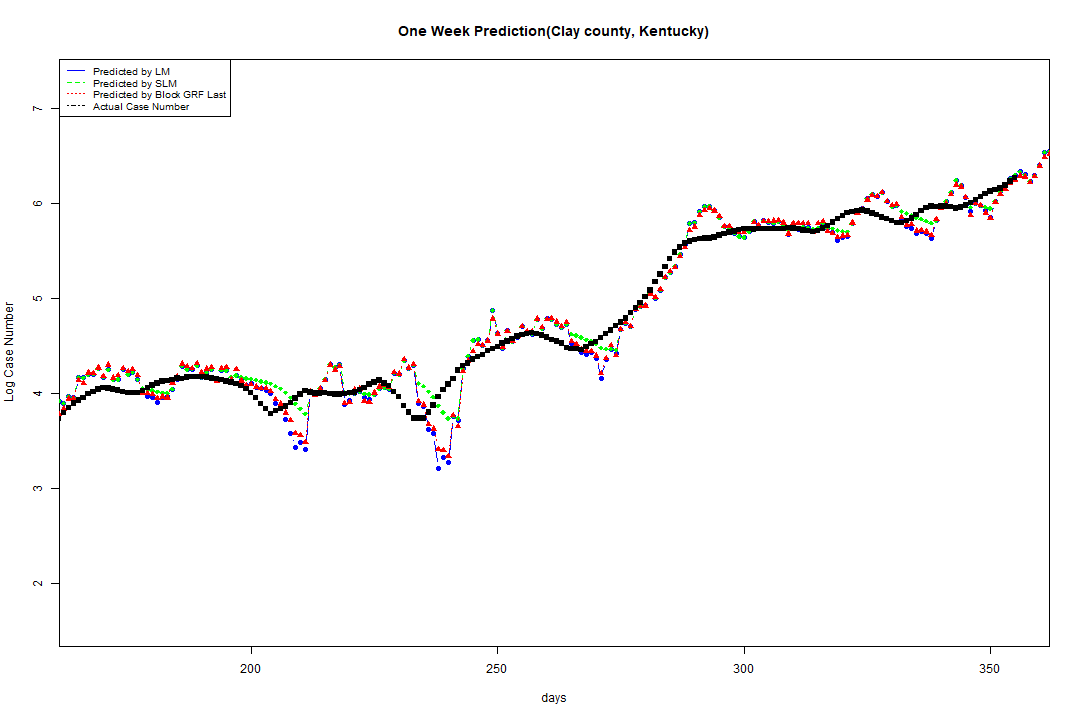 One Week Prediction(Clay county, Kentucky)
Predicted by LM
Predicted by SLM
Predicted by Block GRF Last
Actual Case Number
7
6
5
4
3
2
Log Case Number
200 250 300 350
days